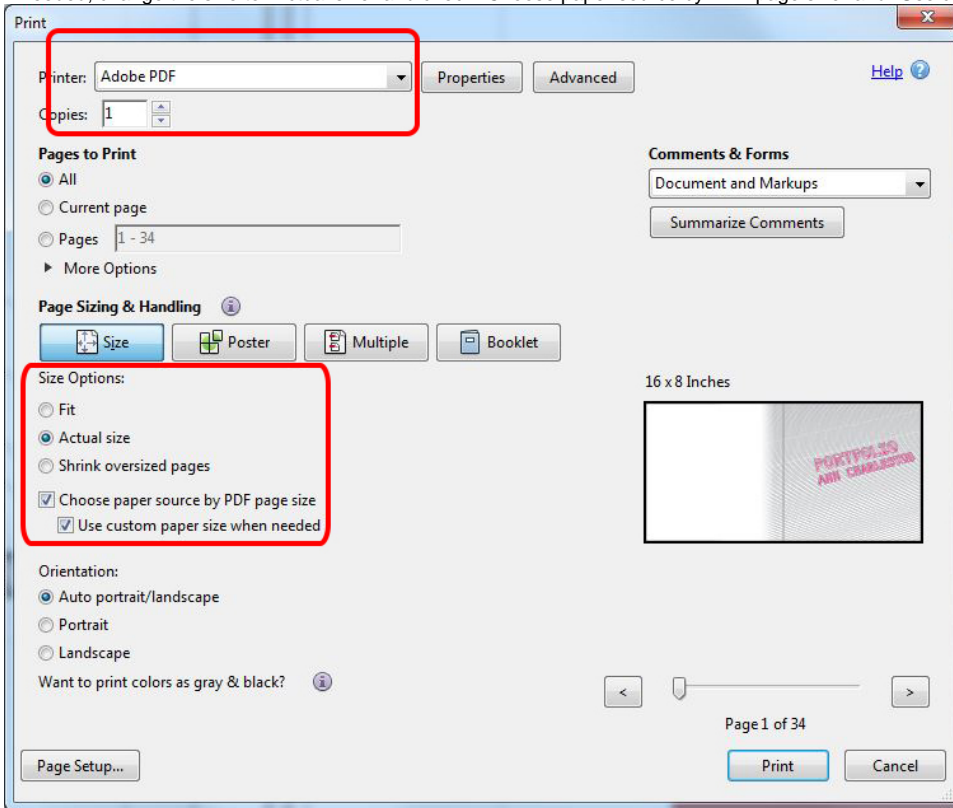 Print
Printer: Adobe PDF Properties Advanced Help
Copies: 1
Pages to Print
All
Current page
Pages 1 - 34
More Options
Comments & Forms
Document and Markups
Summarize Comments
Page Sizing & Handling
Size Poster Multiple Booklet
Size Options:
Fit
Actual size
Shrink oversized pages
Choose paper source by PDF page size
Use custom paper size when needed
16 x 8 Inches
PORTFOLIO
ANN CHARLESTON
Orientation:
Auto portrait/landscape
Portrait
Landscape
Want to print colors as gray & black?
< >
Page 1 of 34
Page Setup... Print Cancel